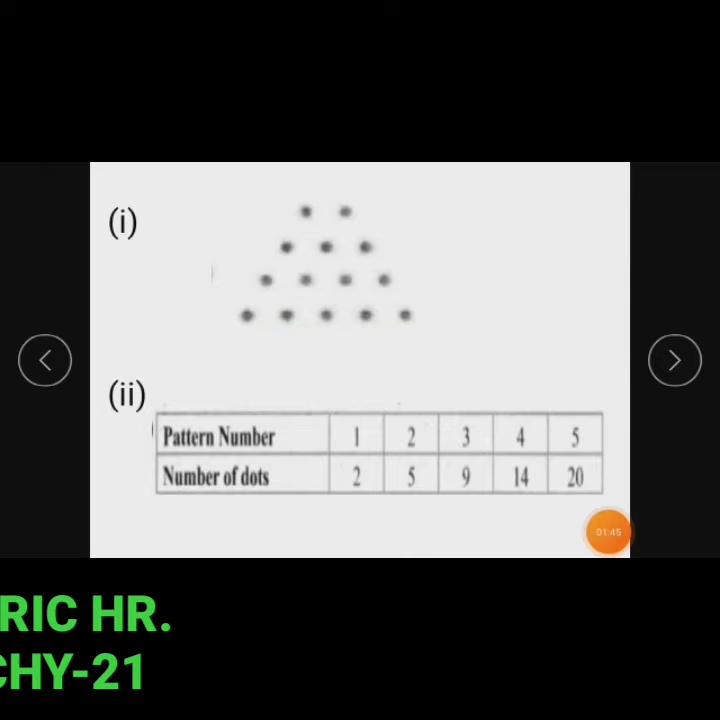 (i)
(ii)
Pattern Number 1 2 3 4 5
Number of dots 2 5 9 14 20
01:45
RIC HR.
CHY-21